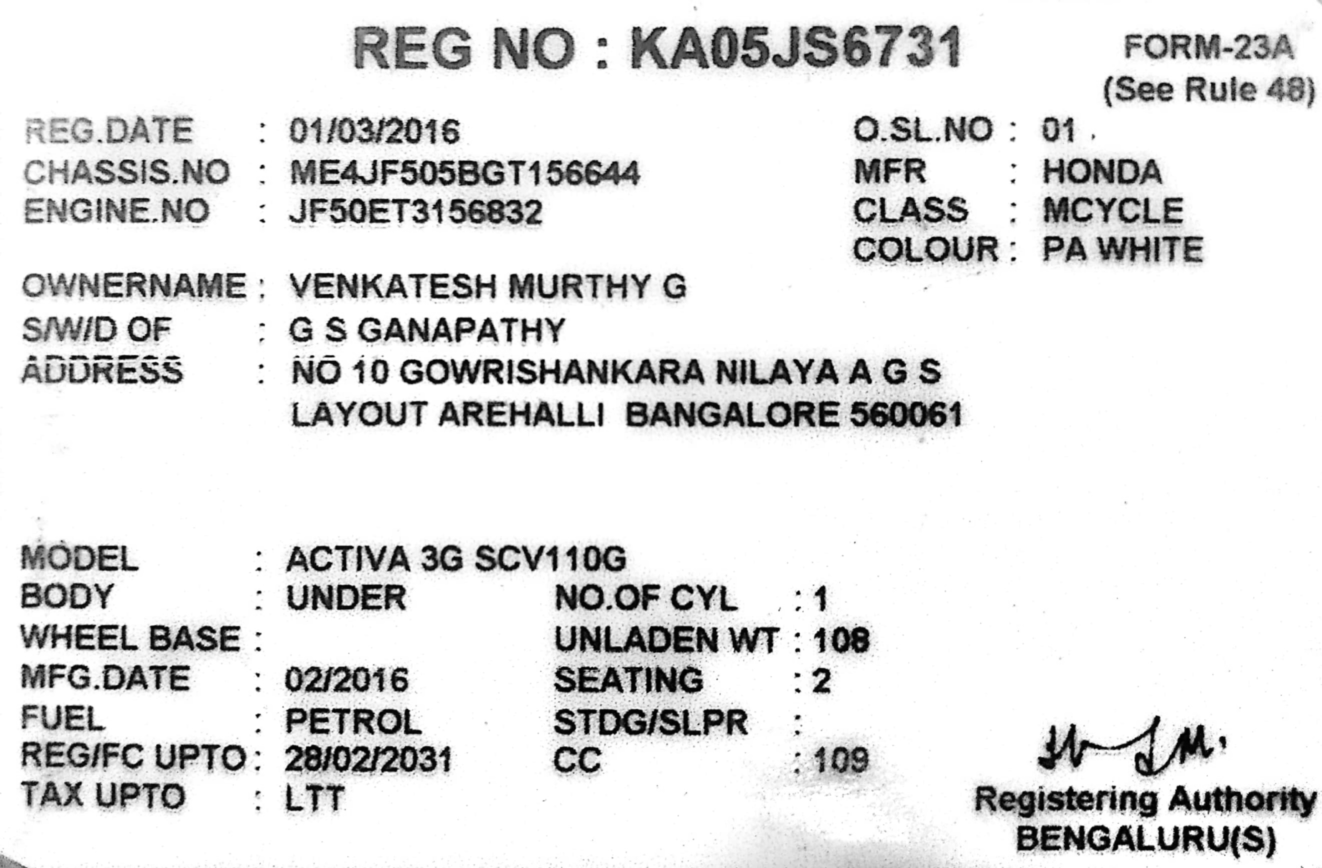 REG NO : KA05JS6731
FORM-23A
(See Rule 48)
REG.DATE : 01/03/2016 O.SL.NO : 01
CHASSIS.NO : ME4JF505BGT156644 MFR : HONDA
ENGINE.NO : JF50ET3156832 CLASS : MCYCLE
COLOUR : PA WHITE
OWNERNAME : VENKATESH MURTHY G
S/W/D OF : G S GANAPATHY
ADDRESS : NO 10 GOWRISHANKARA NILAYA A G S
LAYOUT AREHALLI BANGALORE 560061
MODEL : ACTIVA 3G SCV110G
BODY : UNDER NO.OF CYL : 1
WHEEL BASE : UNLADEN WT : 108
MFG.DATE : 02/2016 SEATING : 2
FUEL : PETROL STDG/SLPR :
REG/FC UPTO : 28/02/2031 CC : 109
TAX UPTO : LTT
Registering Authority
BENGALURU(S)